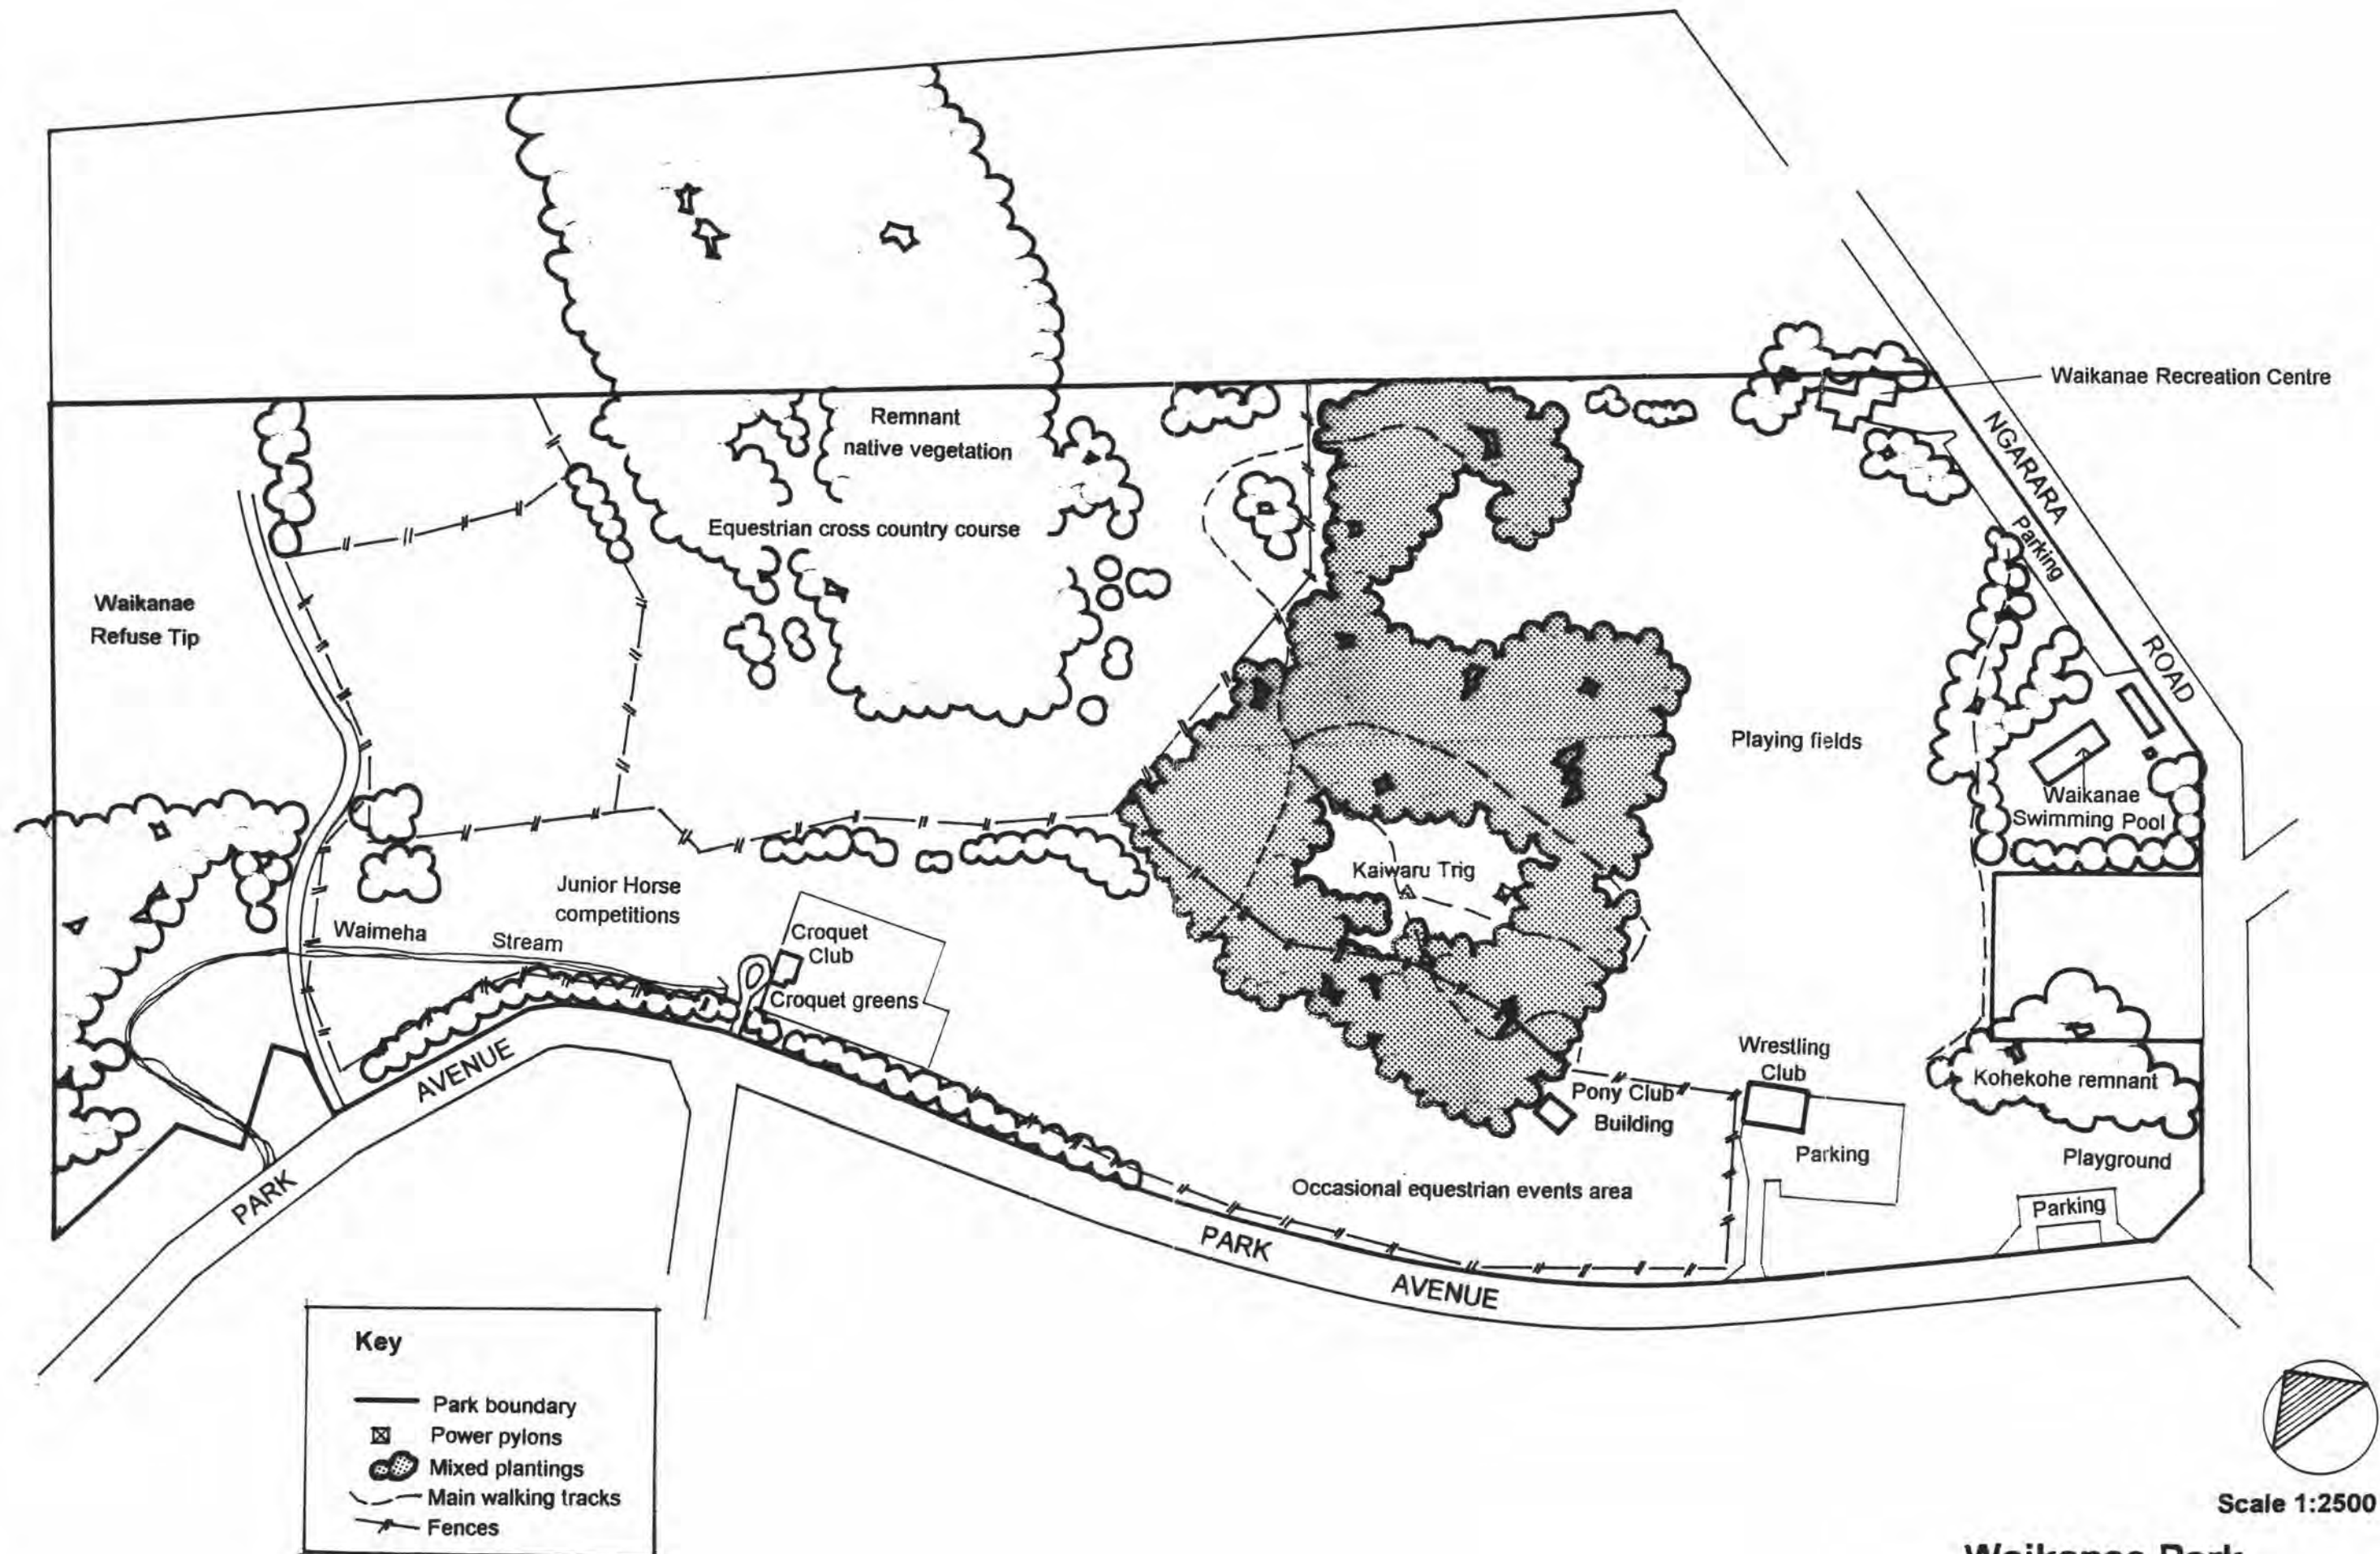 Waikanae Recreation Centre
NGARARA
ROAD
Parking
Remnant
native vegetation
Equestrian cross country course
Waikanae
Refuse Tip
Playing fields
Waikanae
Swimming Pool
Kaiwaru Trig
Junior Horse
competitions
Waimeha
Stream
Croquet
Club
Croquet greens
Wrestling
Club
Pony Club
Building
Kohekohe remnant
Parking
Playground
Parking
Occasional equestrian events area
PARK
AVENUE
PARK
AVENUE
Key
Park boundary
Power pylons
Mixed plantings
Main walking tracks
Fences
Scale 1:2500
Waikanae Park